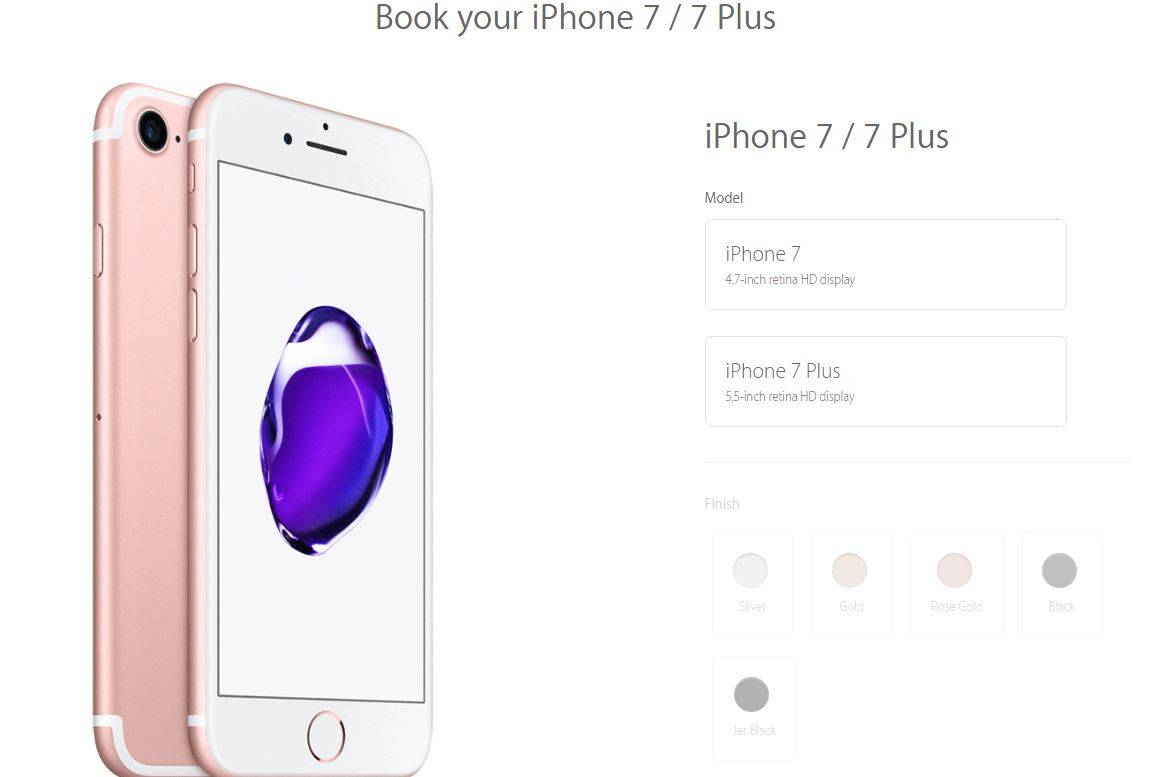 Book your iPhone 7 / 7 Plus
iPhone 7 / 7 Plus
Model
iPhone 7
4.7-inch retina HD display
iPhone 7 Plus
5.5-inch retina HD display
Finish
Silver
Gold
Rose Gold
Black
Jet Black